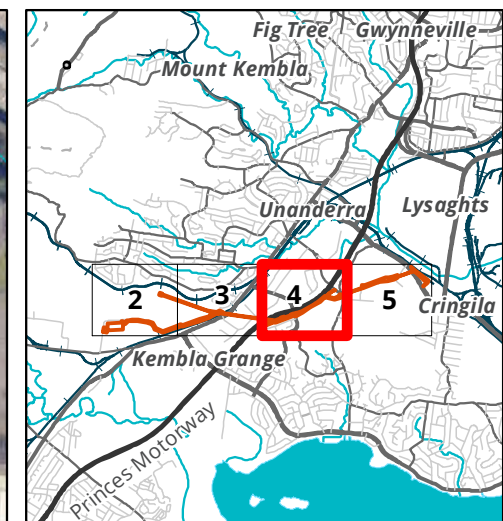 Fig Tree Gwynneville
Mount Kembla
Unanderra Lysaghts
2 3 4 5
Cringila
Kembla Grange
Princes Motorway